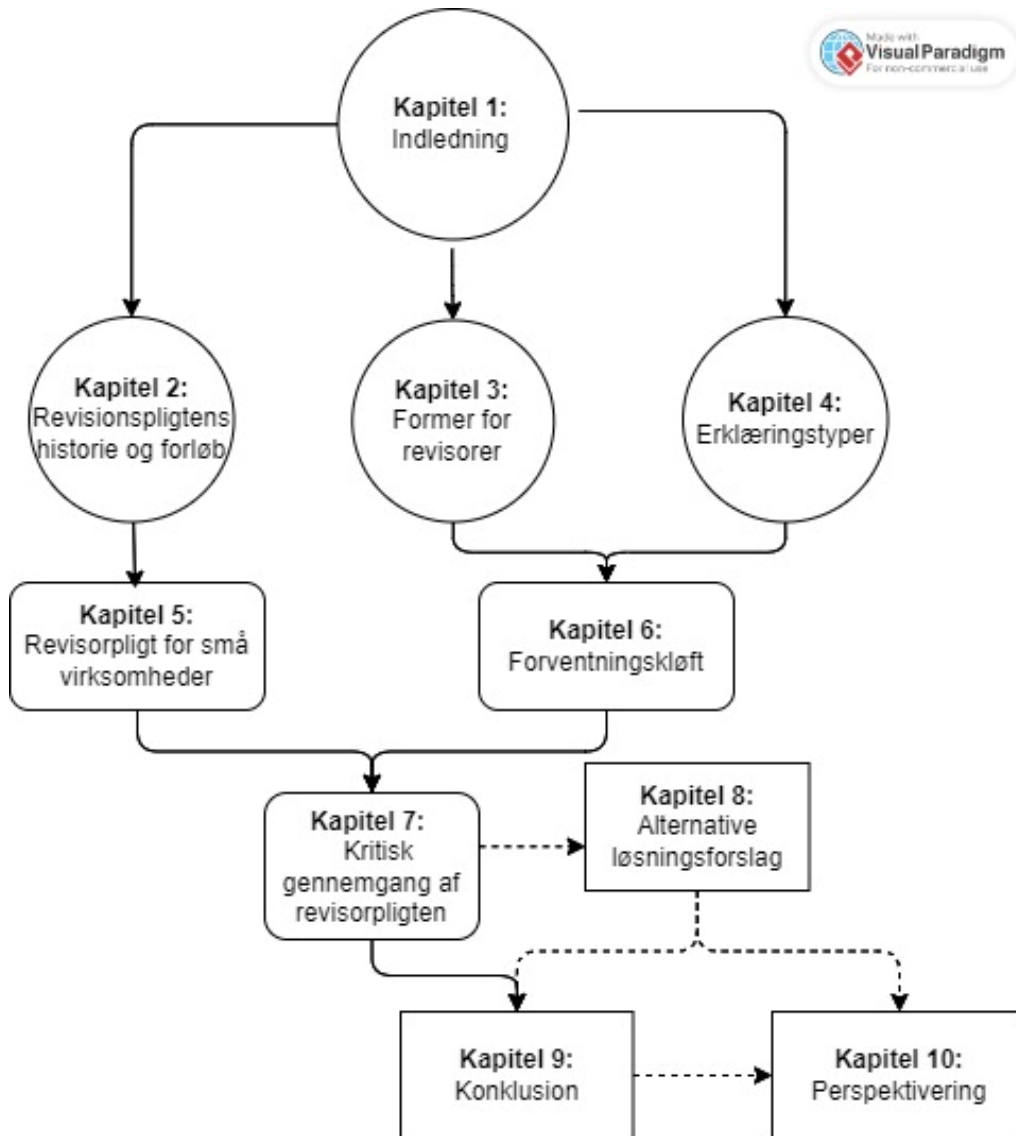 Made with
Visual Paradigm
For non-commercial use
Kapitel 1:
Indledning
Kapitel 2:
Revisionspligtens
historie og forløb
Kapitel 3:
Former for
revisorer
Kapitel 4:
Erklæringstyper
Kapitel 5:
Revisorpligt for små
virksomheder
Kapitel 6:
Forventningskløft
Kapitel 7:
Kritisk
gennemgang af
revisorpligten
Kapitel 8:
Alternative
løsningsforslag
Kapitel 9:
Konklusion
Kapitel 10:
Perspektivering